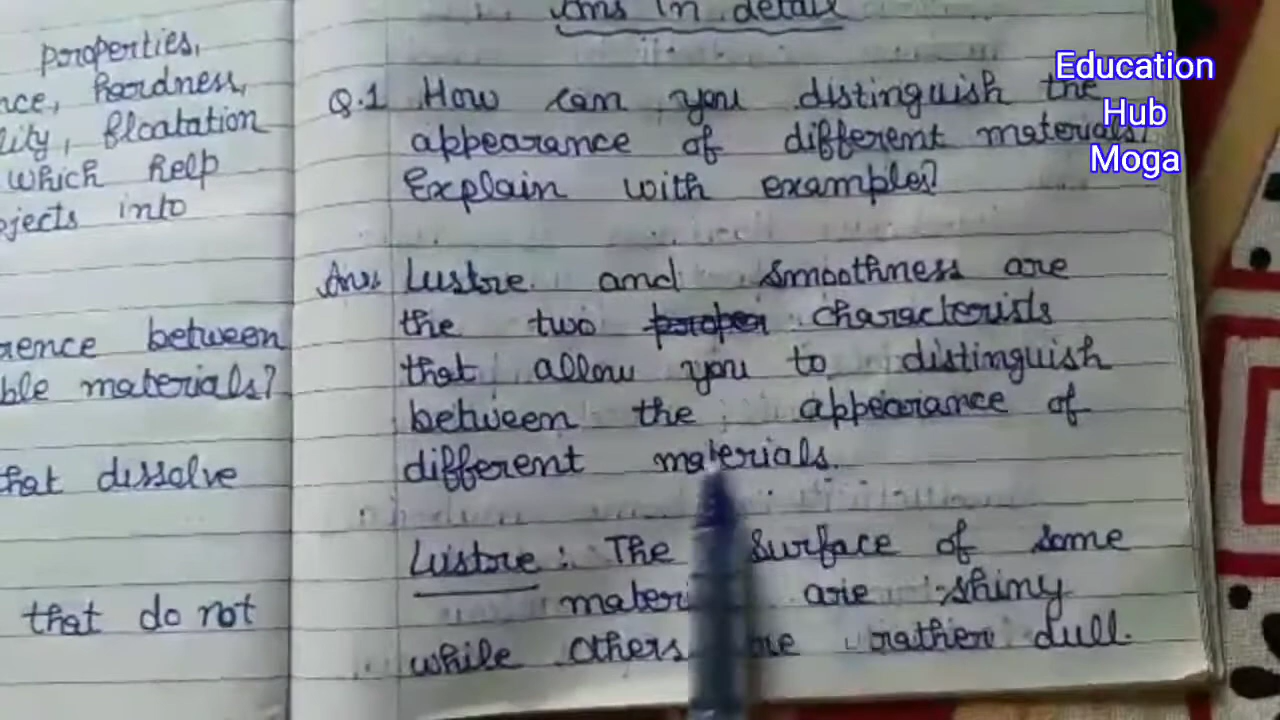 properties,
hardness,
floatation
which help
into
between
materials?
that dissolve
that do not
Ans in detail
Q.1 How can you distinguish the
appearance of different materials.
Explain with examples?
Ans: Lustre and smoothness are
the two characterists
that allow you to distinguish
between the appearance of
different materials.
Lustre: The surface of some
are shiny
while others rather dull.
Education
Hub
Moga